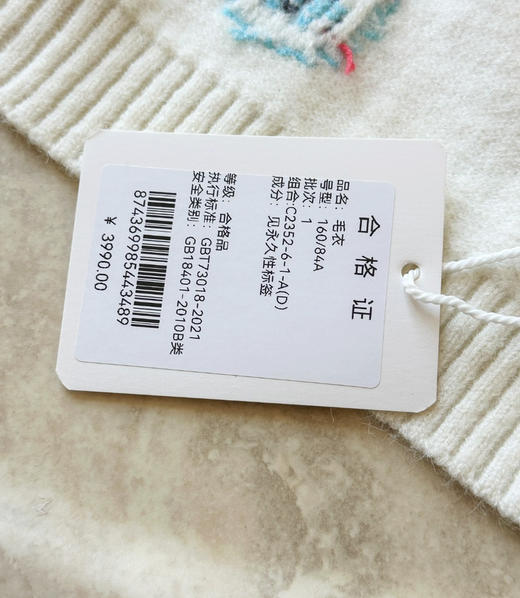 合格证
品名：毛衣
号型：160/84A
批次：1
组合:C2352-6-1-A(D)
成分：见永久性标签
等级：合格品
执行标准：GBT73018-2021
安全类别：GB18401-2010B类
874369985443489
¥ 3990.00